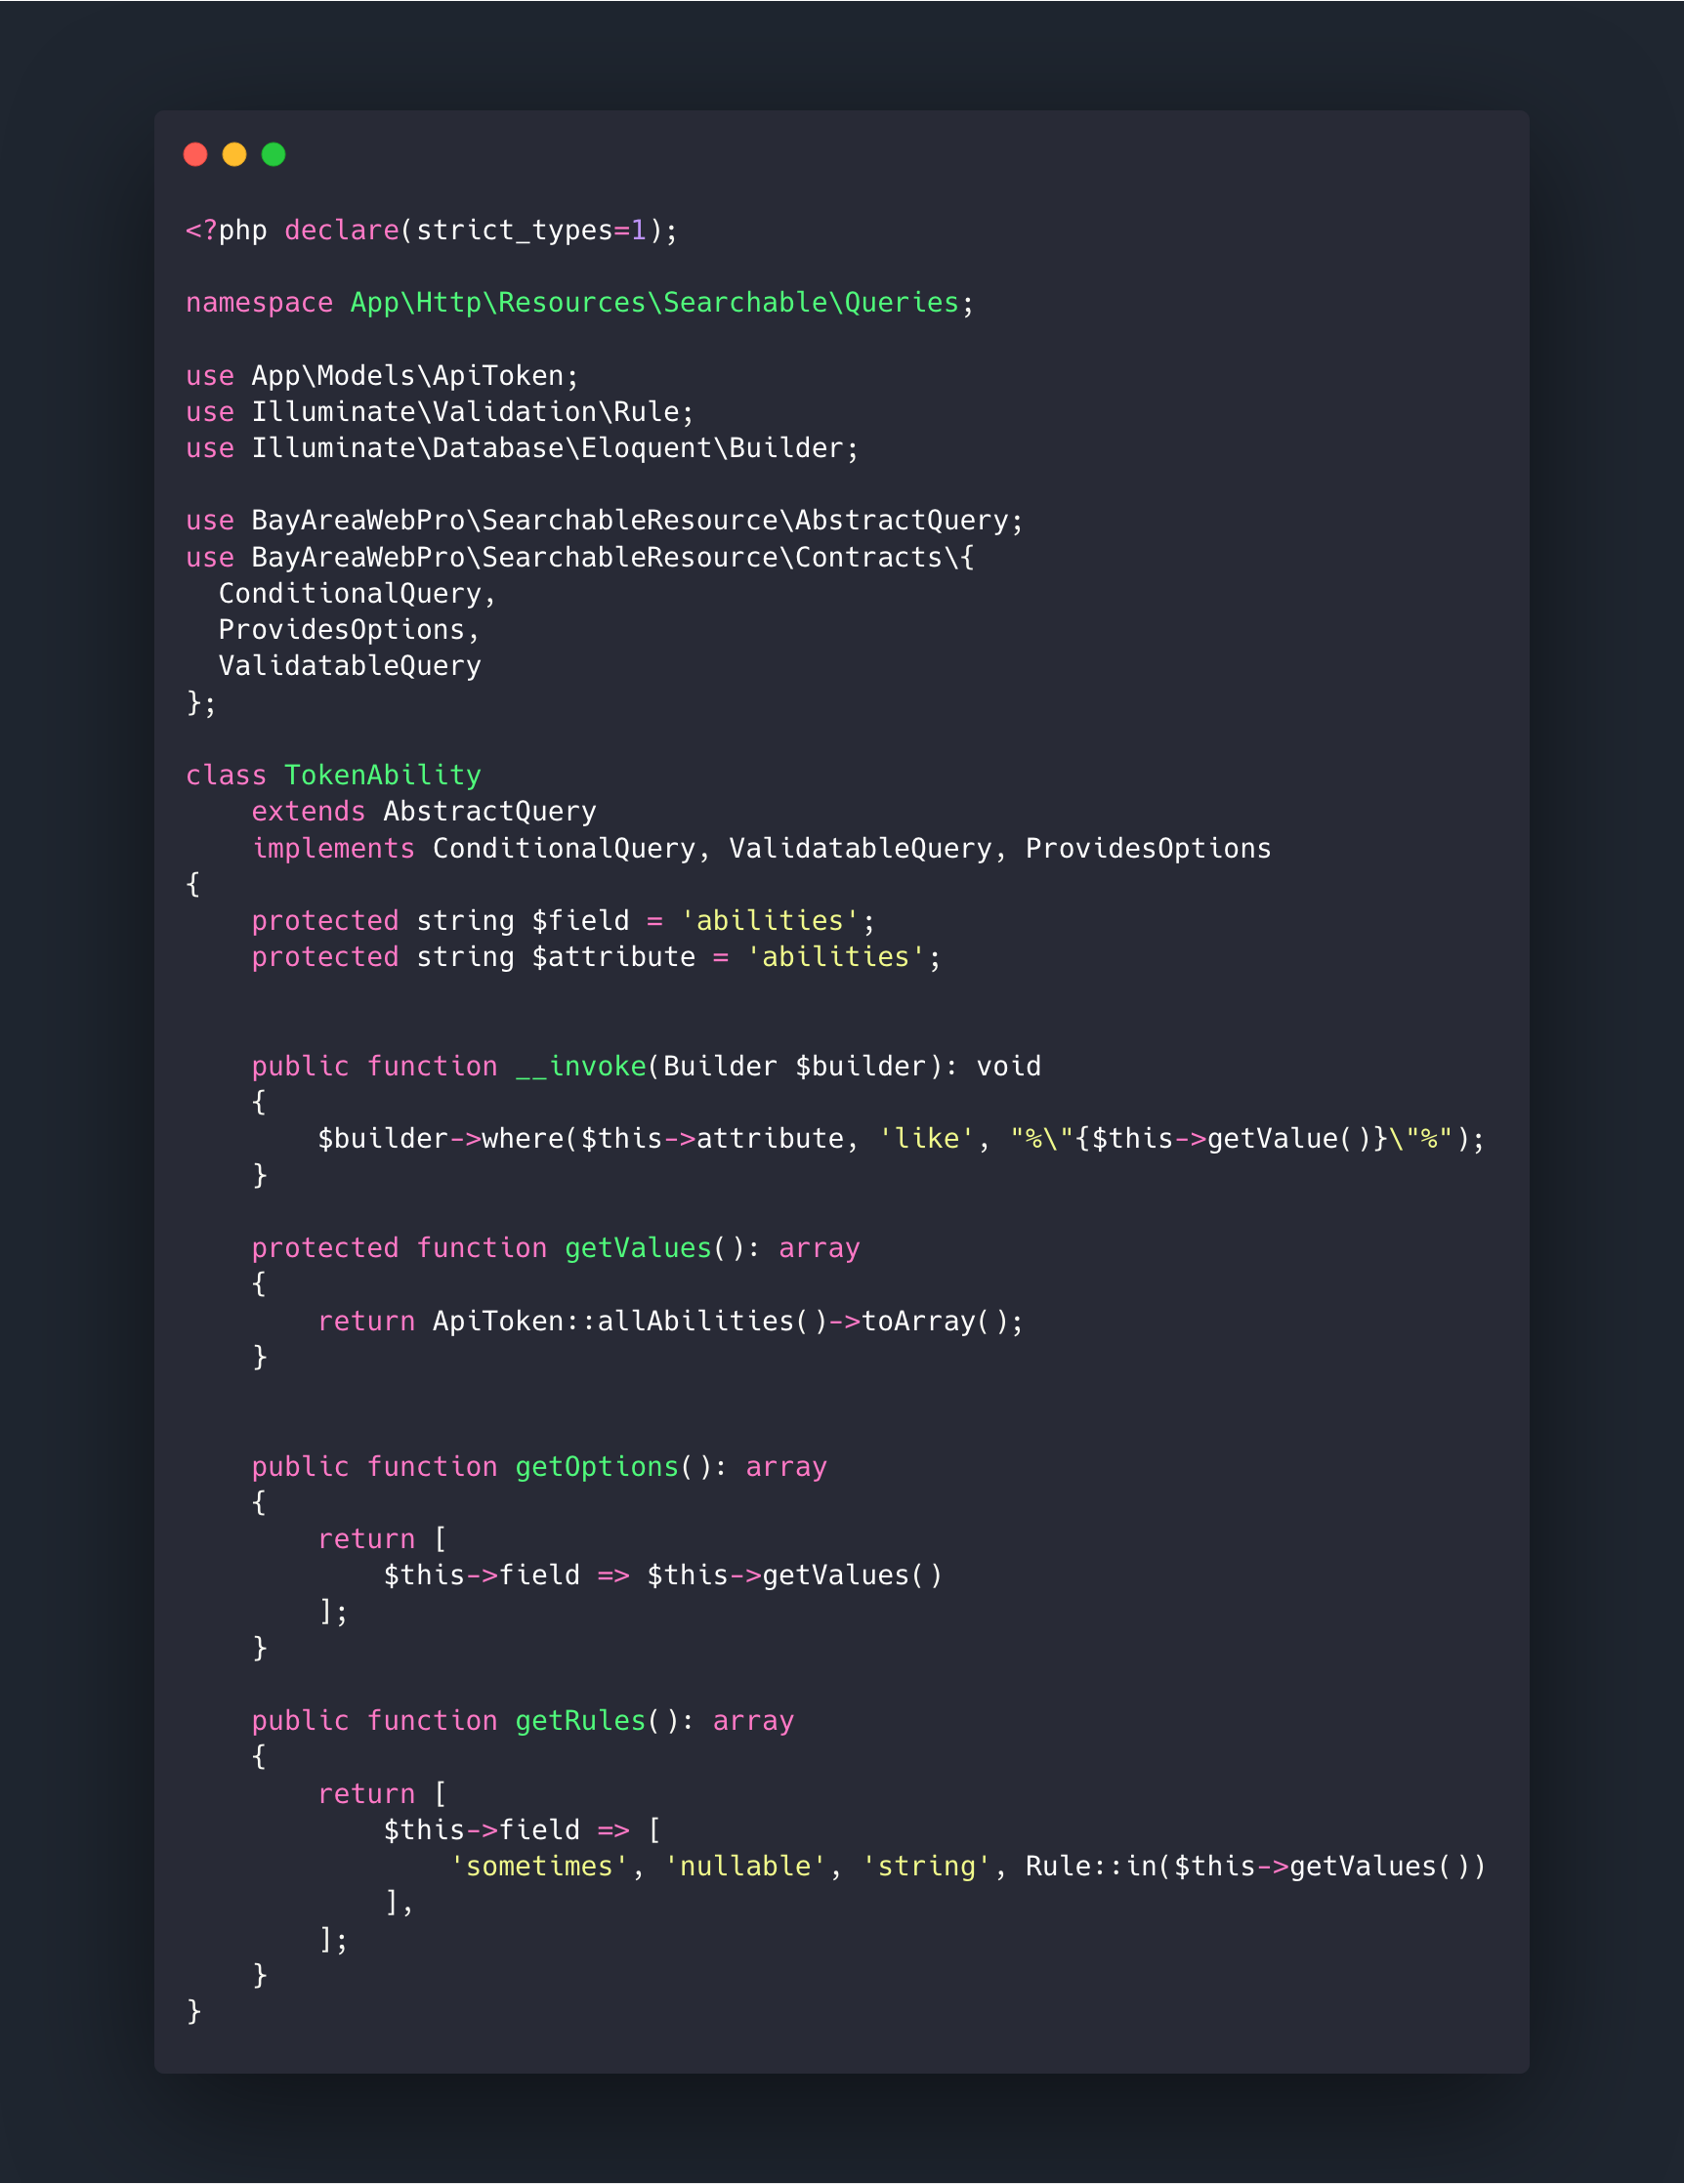 <?php declare(strict_types=1);

namespace App\Http\Resources\Searchable\Queries;

use App\Models\ApiToken;
use Illuminate\Validation\Rule;
use Illuminate\Database\Eloquent\Builder;

use BayAreaWebPro\SearchableResource\AbstractQuery;
use BayAreaWebPro\SearchableResource\Contracts\{
  ConditionalQuery,
  ProvidesOptions,
  ValidatableQuery
};

class TokenAbility
    extends AbstractQuery
    implements ConditionalQuery, ValidatableQuery, ProvidesOptions
{
    protected string $field = 'abilities';
    protected string $attribute = 'abilities';


    public function __invoke(Builder $builder): void
    {
        $builder->where($this->attribute, 'like', "%\"{$this->getValue()}\"%");
    }

    protected function getValues(): array
    {
        return ApiToken::allAbilities()->toArray();
    }


    public function getOptions(): array
    {
        return [
            $this->field => $this->getValues()
        ];
    }

    public function getRules(): array
    {
        return [
            $this->field => [
                'sometimes', 'nullable', 'string', Rule::in($this->getValues())
            ],
        ];
    }
}